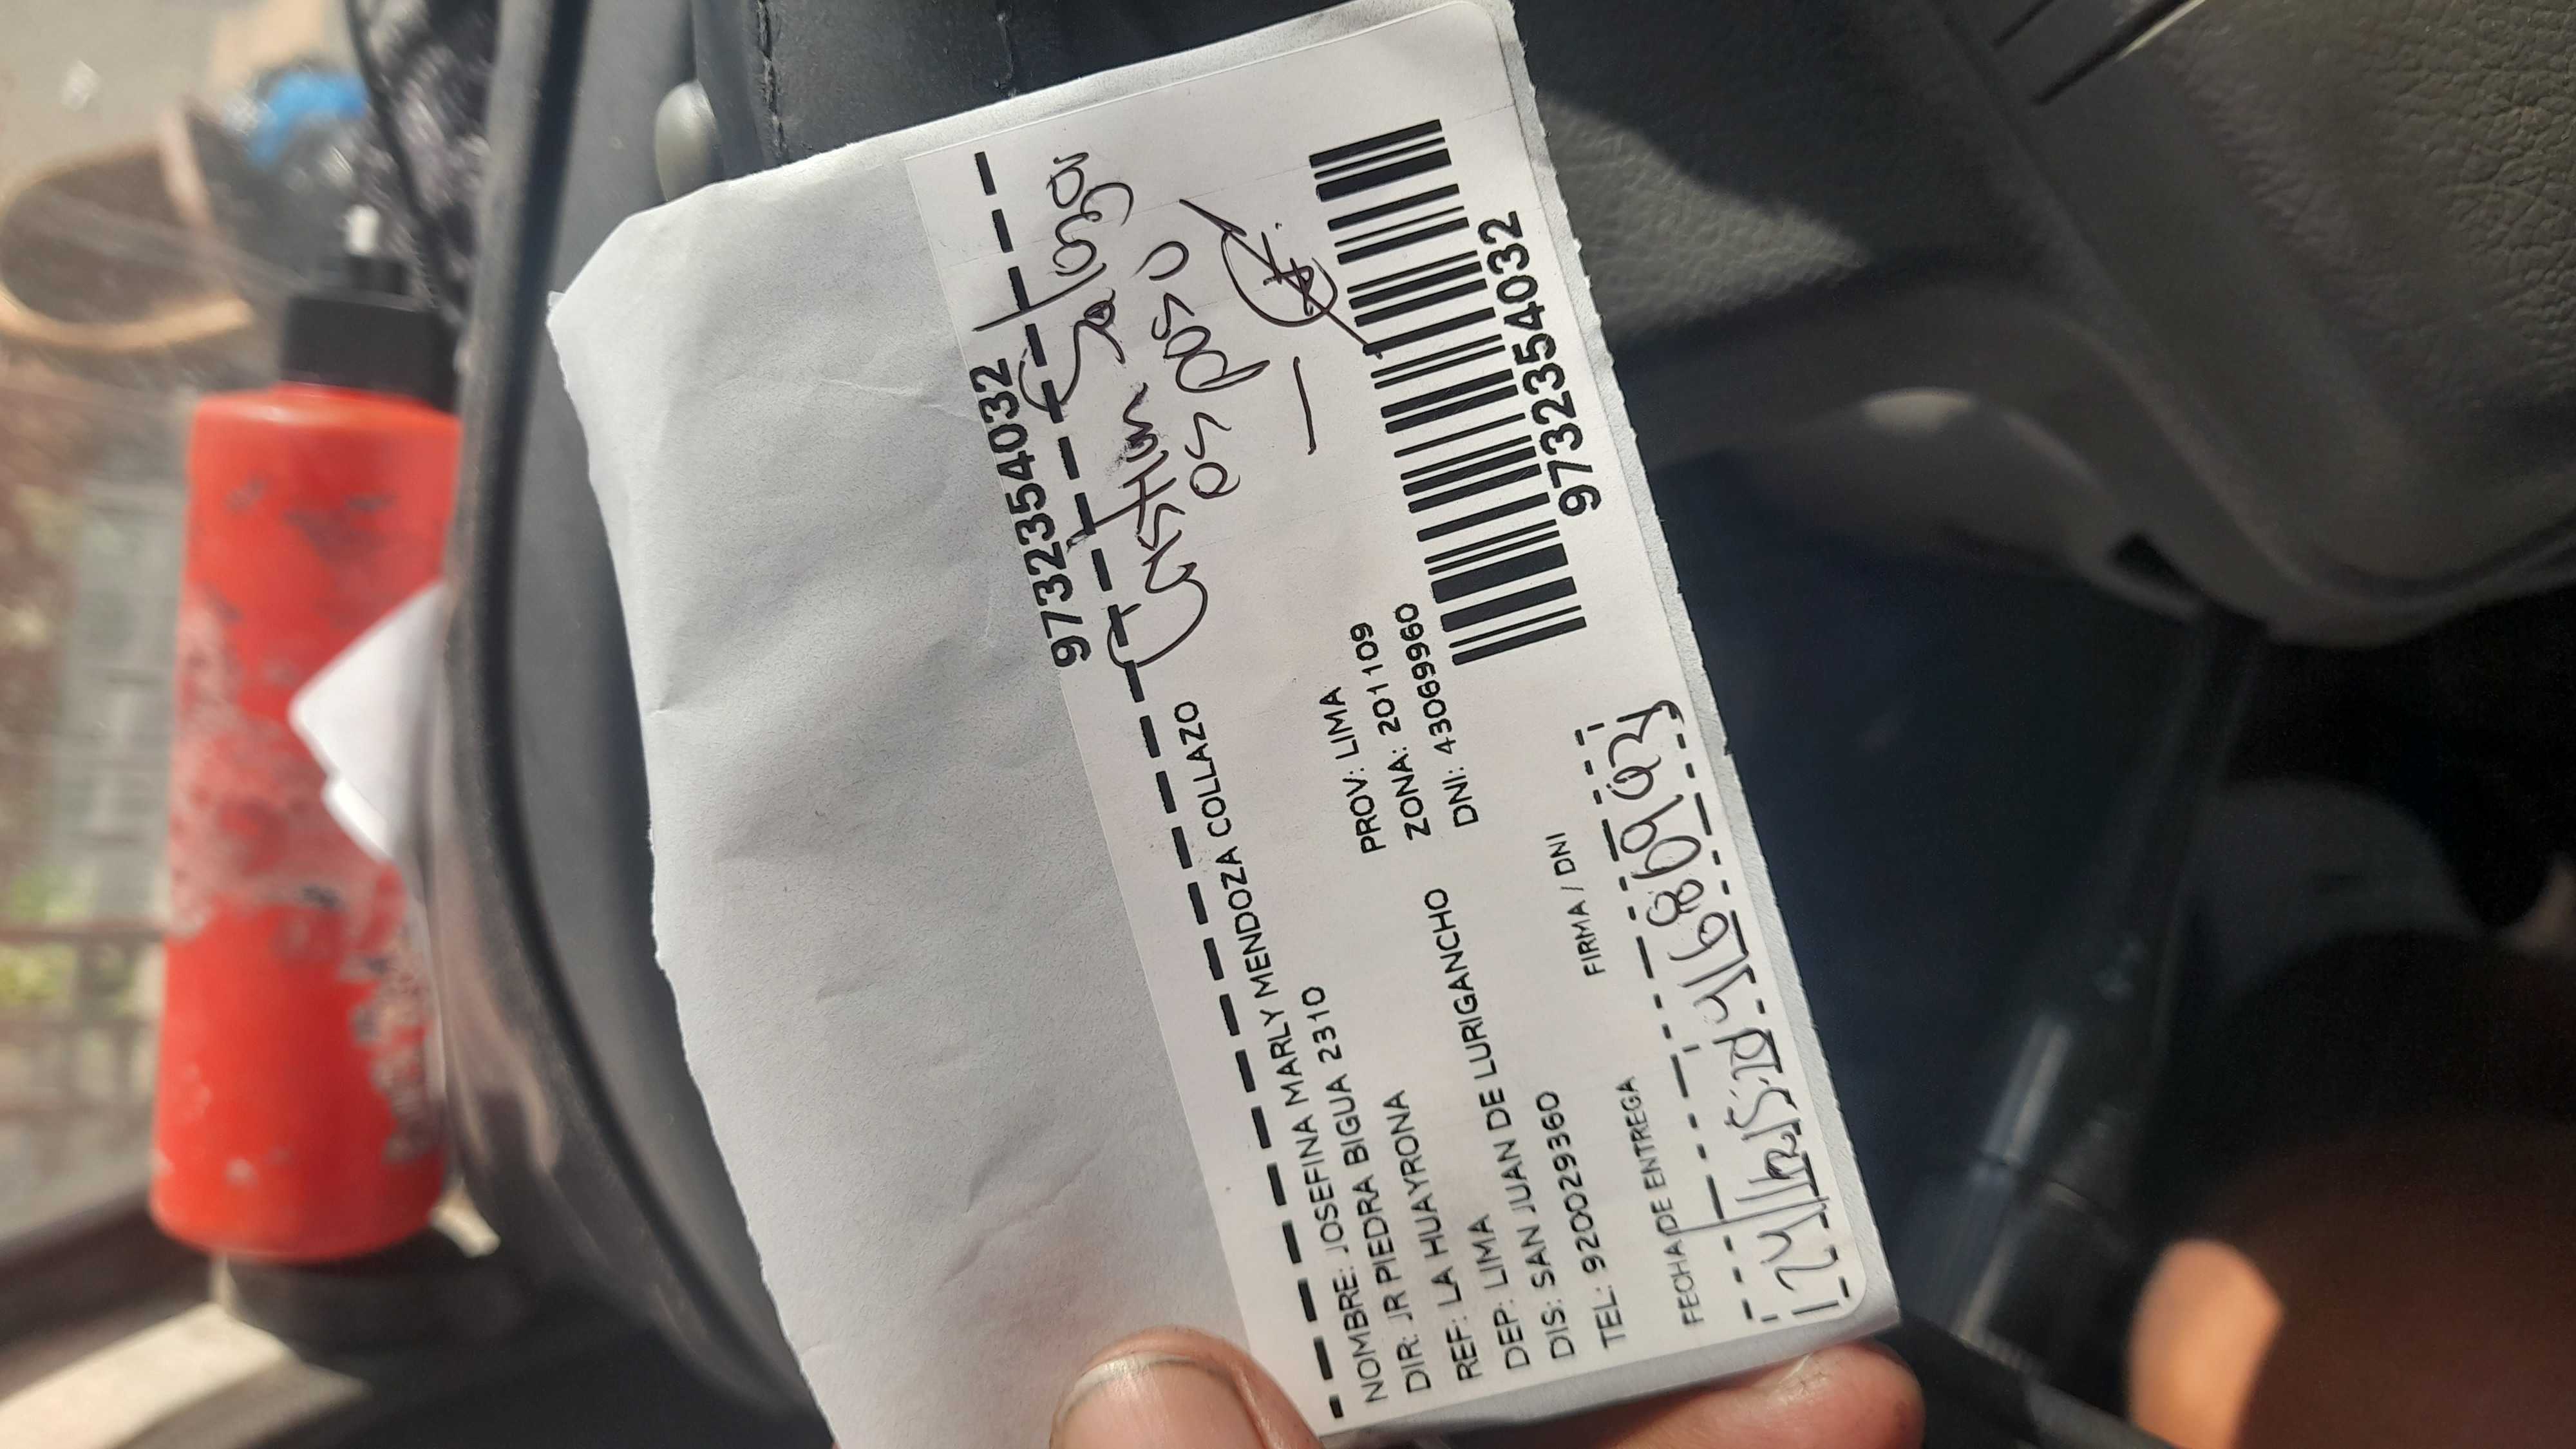 9732354032
NOMBRE: JOSEFINA MARLY MENDOZA COLLAZO
DIR: JR PIEDRA BIGUA 2310
REF: LA HUAYRONA
DEP: LIMA PROV: LIMA
DIS: SAN JUAN DE LURIGANCHO ZONA: 201109
TEL: 920029360 DNI: 43069960
esposo
9732354032
FECHA DE ENTREGA FIRMA / DNI